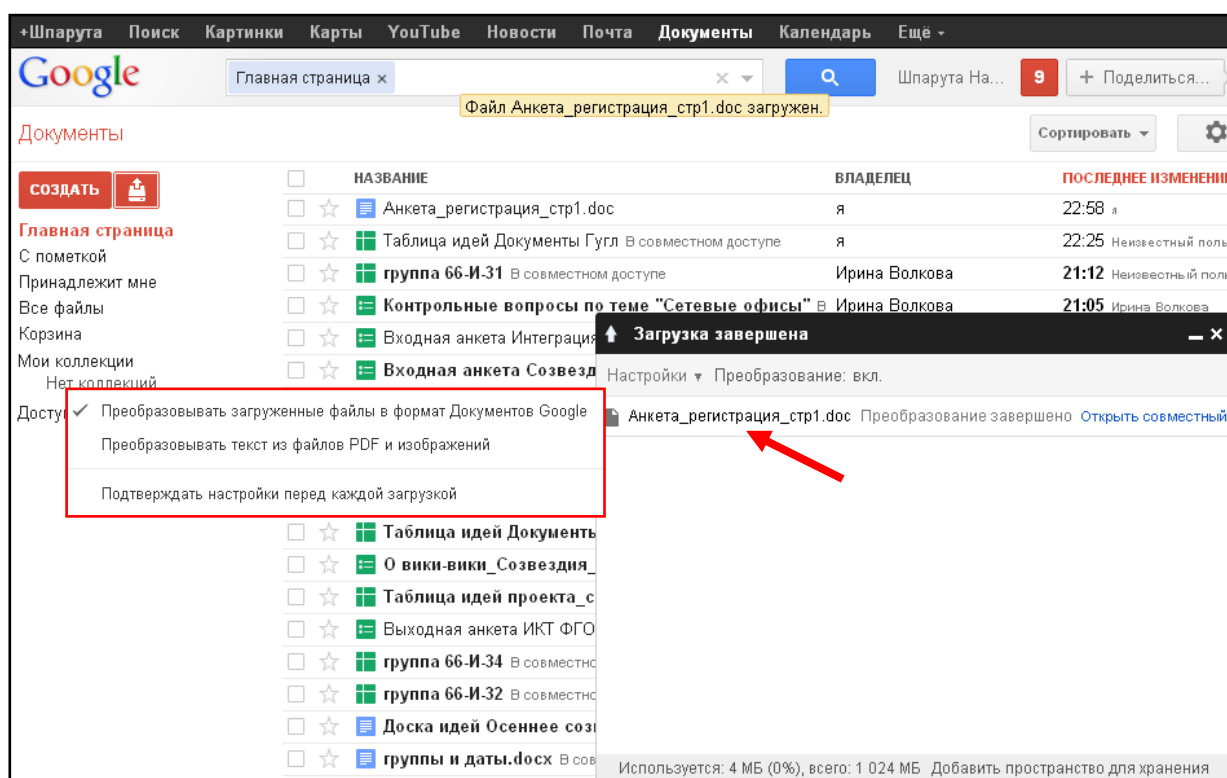 +Шпарута Поиск Картинки Карты YouTube Новости Почта Документы Календарь Ещё
Google Главная страница × × Шпарута На... 9 + Поделиться...
Файл Анкета_регистрация_стр1.doc загружен.
Документы Сортировать
СОЗДАТЬ
Главная страница
С пометкой
Принадлежит мне
Все файлы
Корзина
Мои коллекции
Нет коллекций
НАЗВАНИЕ ВЛАДЕЛЕЦ ПОСЛЕДНЕЕ ИЗМЕНЕНИ
Анкета_регистрация_стр1.doc я 22:58 я
Таблица идей Документы Гугл В совместном доступе я 22:25 Неизвестный поль
группа 66-И-31 В совместном доступе Ирина Волкова 21:12 Неизвестный поль
Контрольные вопросы по теме "Сетевые офисы" В Ирина Волкова 21:05 Ирина Волкова
Входная анкета Интеграция
Входная анкета Созвезд
Досту
✓ Преобразовывать загруженные файлы в формат Документов Google
Преобразовывать текст из файлов PDF и изображений
Подтверждать настройки перед каждой загрузкой
Загрузка завершена
Настройки Преобразование: вкл.
Анкета_регистрация_стр1.doc Преобразование завершено Открыть совместный
Таблица идей Документь
О вики-вики_Созвездия_
Таблица идей проекта_с
Выходная анкета ИКТ ФГО
группа 66-И-34 В совместно
группа 66-И-32 В совместно
Доска идей Осеннее созв
группы и даты.docx В сов
Используется: 4 МБ (0%), всего: 1 024 МБ Добавить пространство для хранения